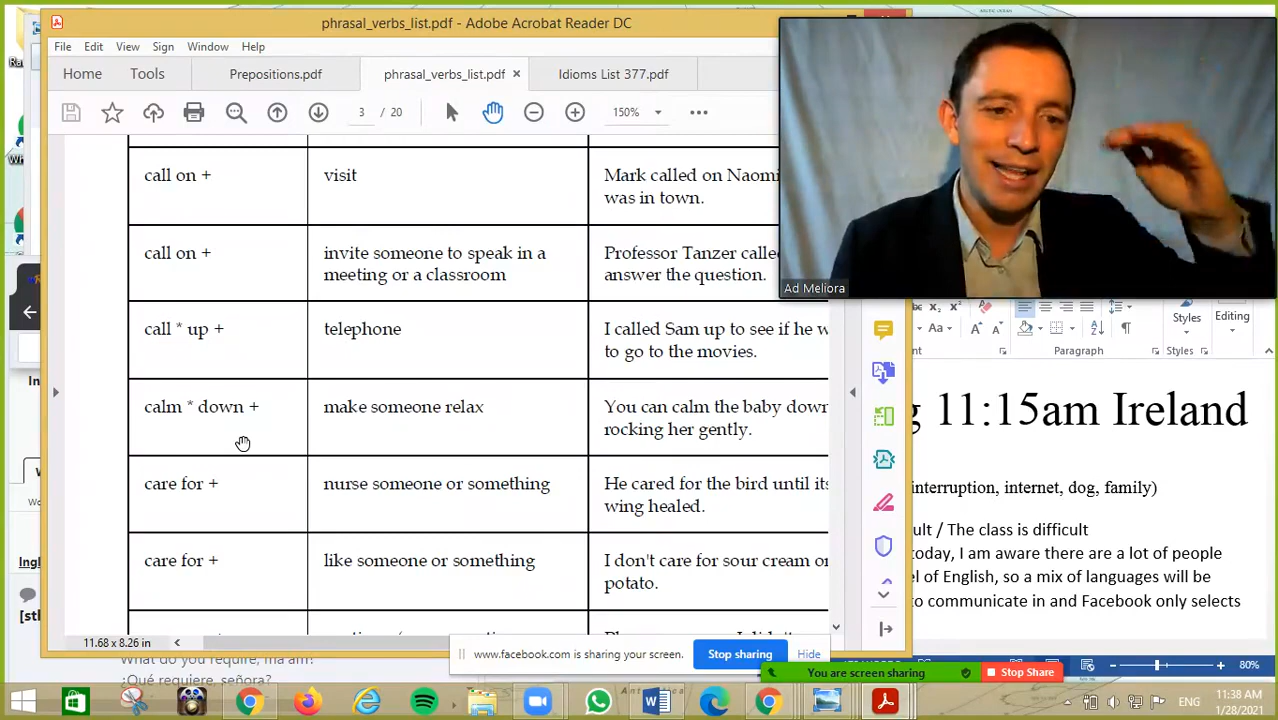 phrasal_verbs_list.pdf - Adobe Acrobat Reader DC
File Edit View Sign Window Help
Home Tools Prepositions.pdf phrasal_verbs_list.pdf × Idioms List 377.pdf
3 / 20 150%
call on + visit Mark called on Naomi
was in town.
call on + invite someone to speak in a Professor Tanzer called
meeting or a classroom answer the question.
call * up + telephone I called Sam up to see if he w
to go to the movies.
calm * down + make someone relax You can calm the baby down
rocking her gently.
care for + nurse someone or something He cared for the bird until its
wing healed.
care for + like someone or something I don't care for sour cream on
potato.
11.68 x 8.26 in
Ad Meliora
Aa
Styles Editing
Paragraph Styles
g 11:15am Ireland
interruption, internet, dog, family)
ult / The class is difficult
today, I am aware there are a lot of people
el of English, so a mix of languages will be
to communicate in and Facebook only selects
What do you require, ma'am?
¿Qué requiere, señora?
www.facebook.com is sharing your screen. Stop sharing Hide
You are screen sharing Stop Share
80%
ENG
11:38 AM
1/28/2021